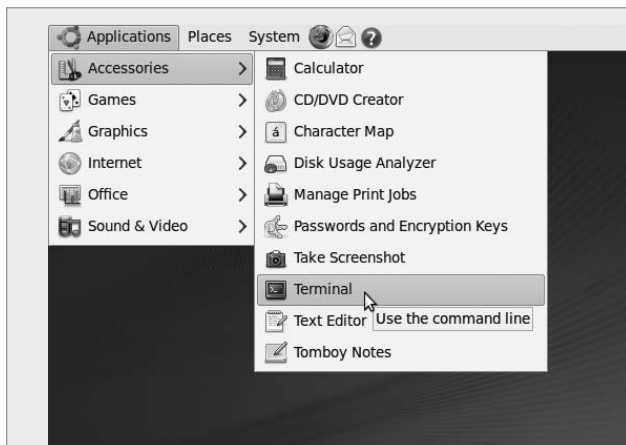 Applications Places System
Accessories
Games
Graphics
Internet
Office
Sound & Video
Calculator
CD/DVD Creator
á Character Map
Disk Usage Analyzer
Manage Print Jobs
Passwords and Encryption Keys
Take Screenshot
Terminal
Text Editor
Use the command line
Tomboy Notes